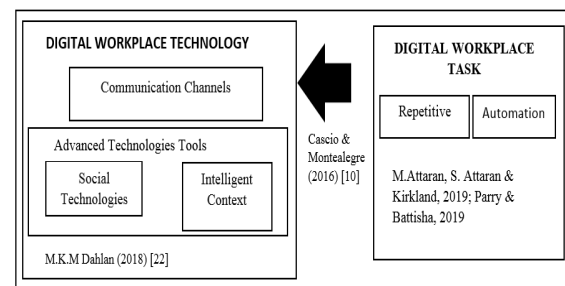 DIGITAL WORKPLACE TECHNOLOGY
Communication Channels
Advanced Technologies Tools
Social
Technologies
Intelligent
Context
M.K.M Dahlan (2018) [22]
Cascio &
Montealegre
(2016) [10]
DIGITAL WORKPLACE
TASK
Repetitive
Automation
M.Attaran, S. Attaran &
Kirkland, 2019; Parry &
Battisha, 2019